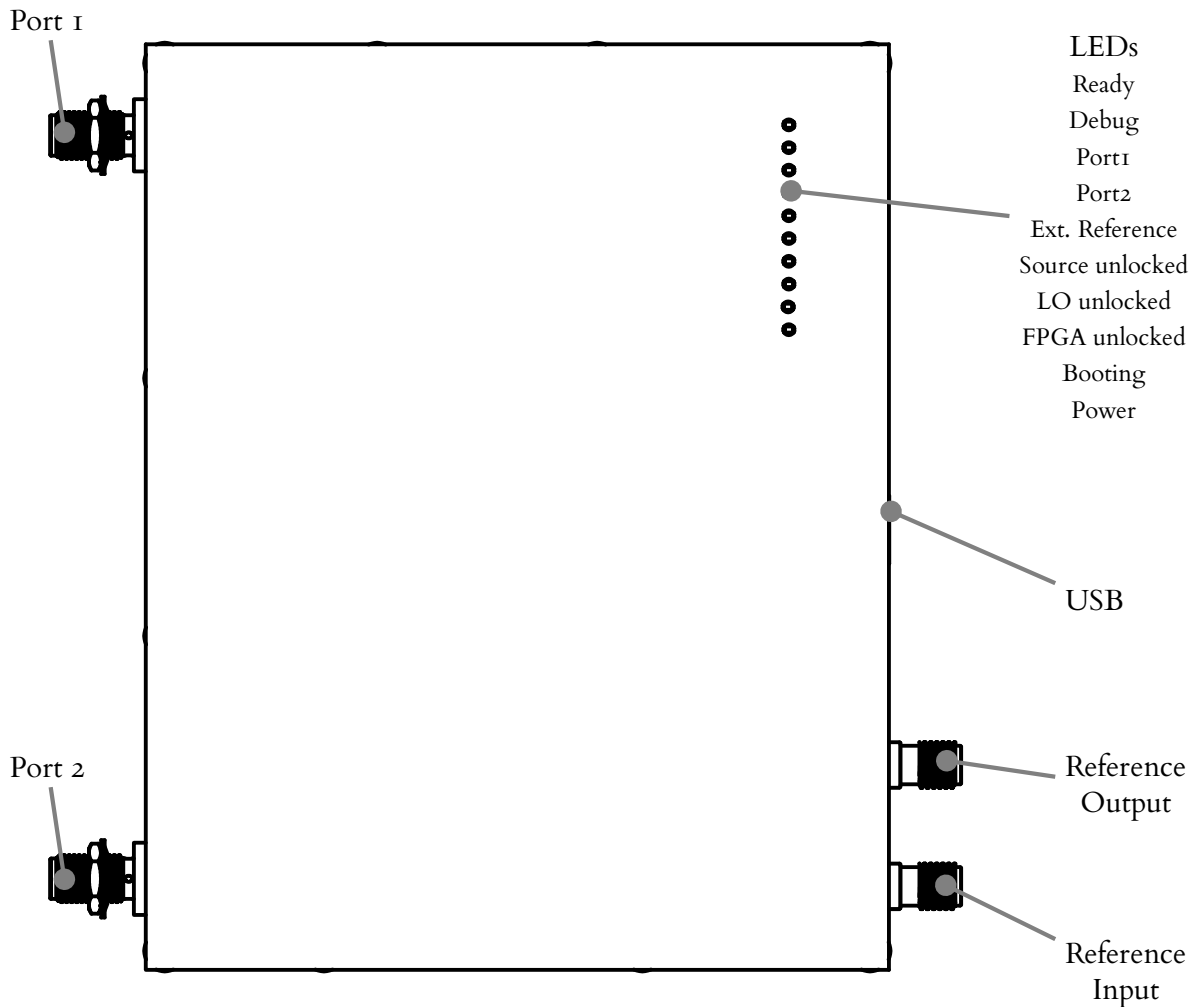 Port 1
LEDs
Ready
Debug
Port1
Port2
Ext. Reference
Source unlocked
LO unlocked
FPGA unlocked
Booting
Power
USB
Port 2
Reference
Output
Reference
Input